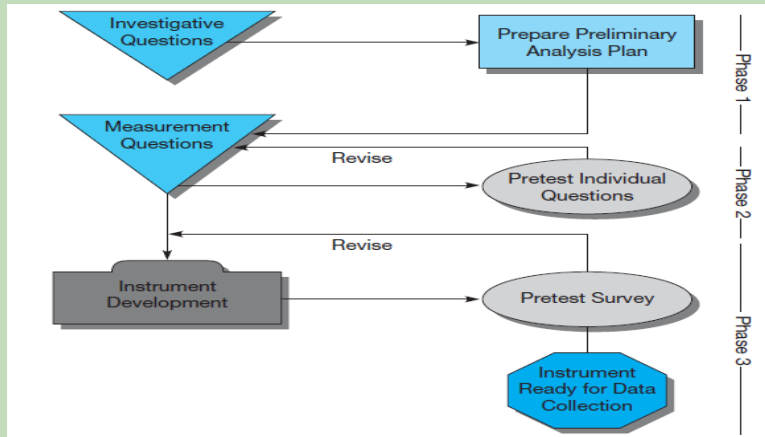 Investigative
Questions
Prepare Preliminary
Analysis Plan
Phase 1
Measurement
Questions
Revise
Pretest Individual
Questions
Phase 2
Revise
Instrument
Development
Pretest Survey
Phase 3
Instrument
Ready for Data
Collection